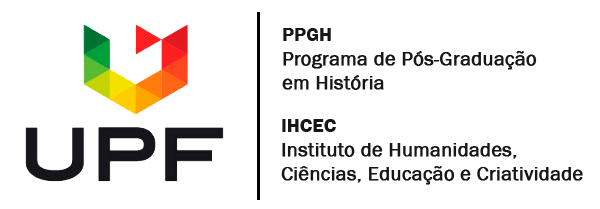 UPF
PPGH
Programa de Pós-Graduação
em História
IHCEC
Instituto de Humanidades,
Ciências, Educação e Criatividade